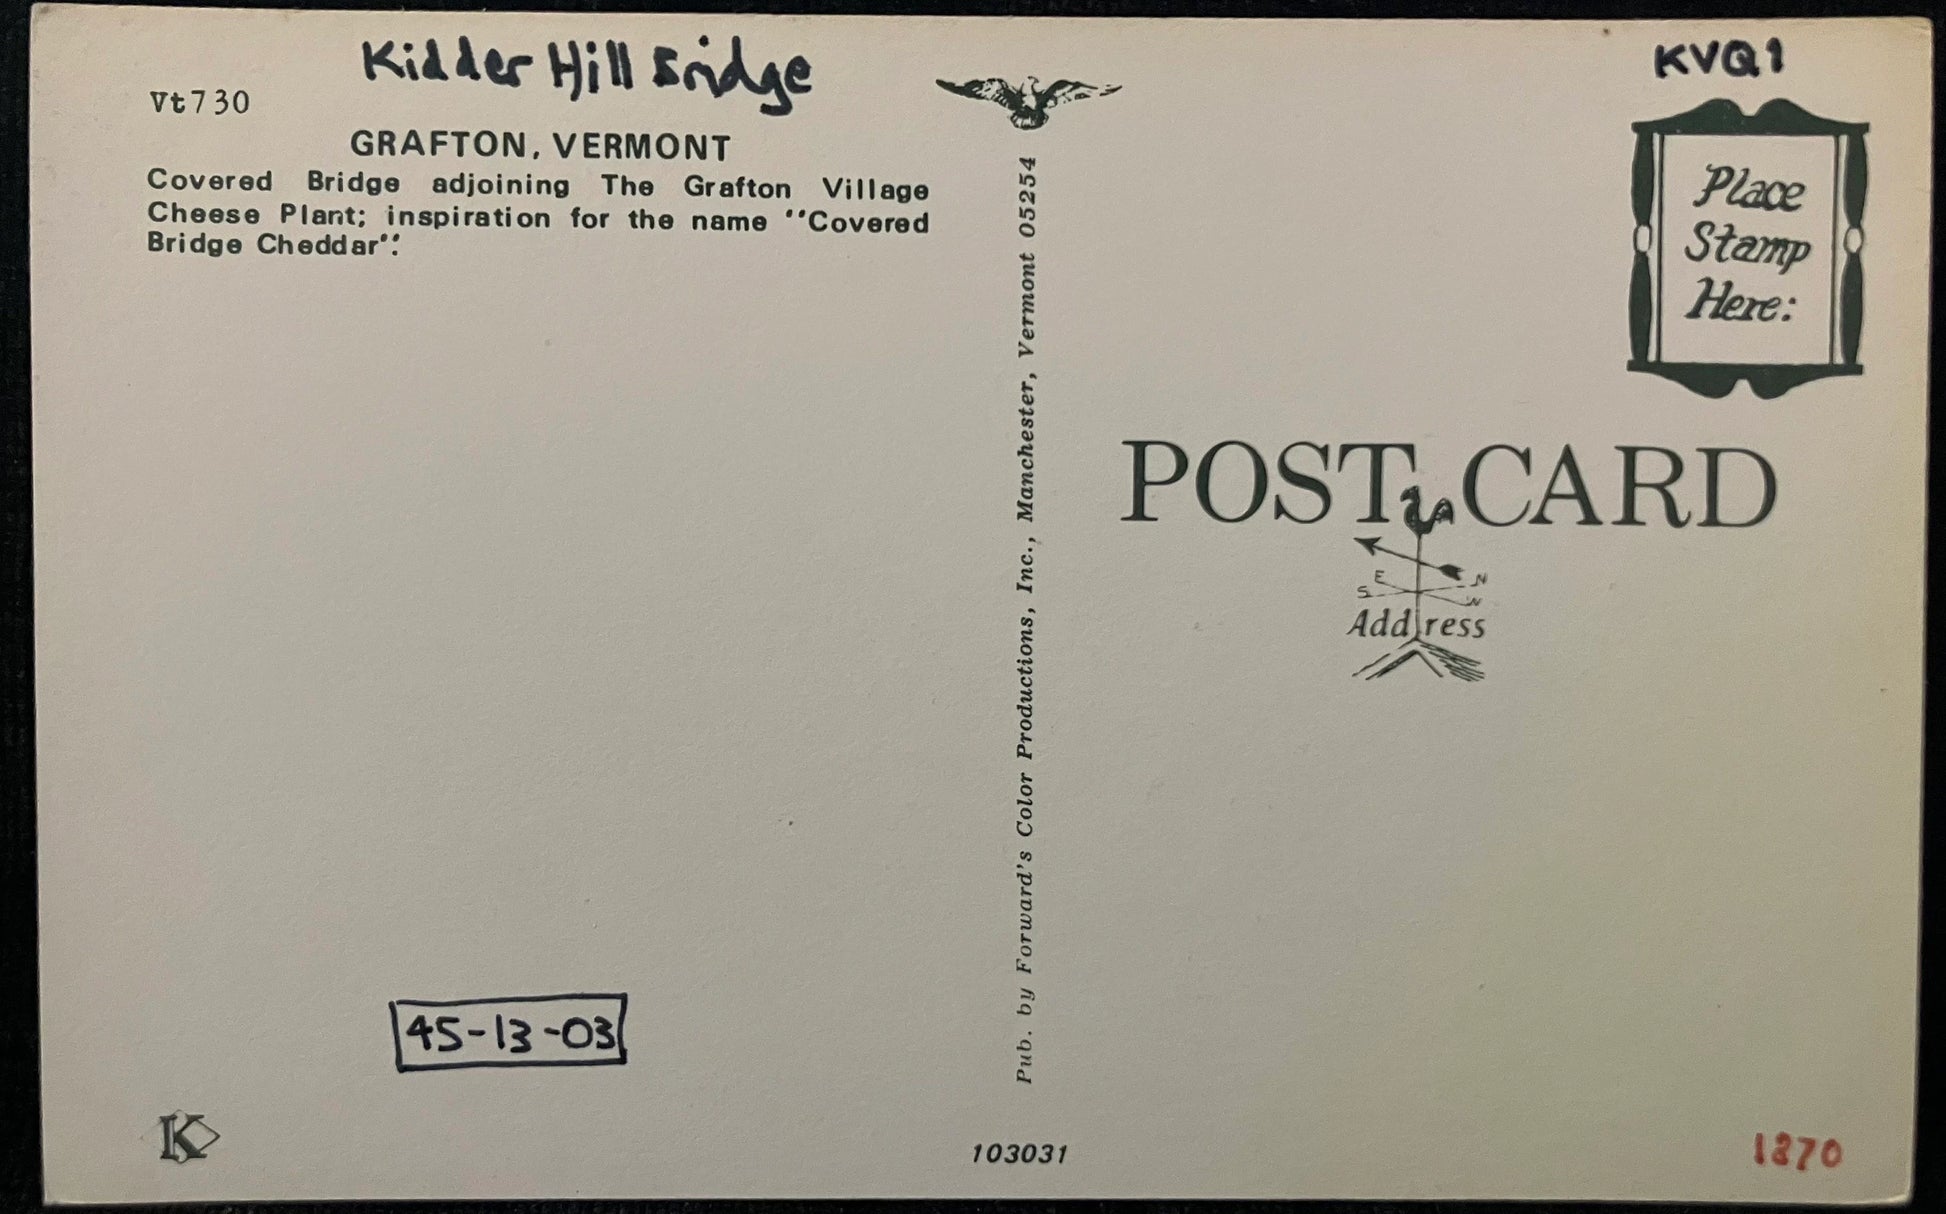 Kidder Hill Bridge
KVQ1
Vt730
GRAFTON, VERMONT
Covered Bridge adjoining The Grafton Village
Cheese Plant; inspiration for the name "Covered
Bridge Cheddar".
Pub. by Forward's Color Productions, Inc., Manchester, Vermont 05254
Place
Stamp
Here:
POST CARD
E N
S W
Address
45-13-03
K
103031
1870